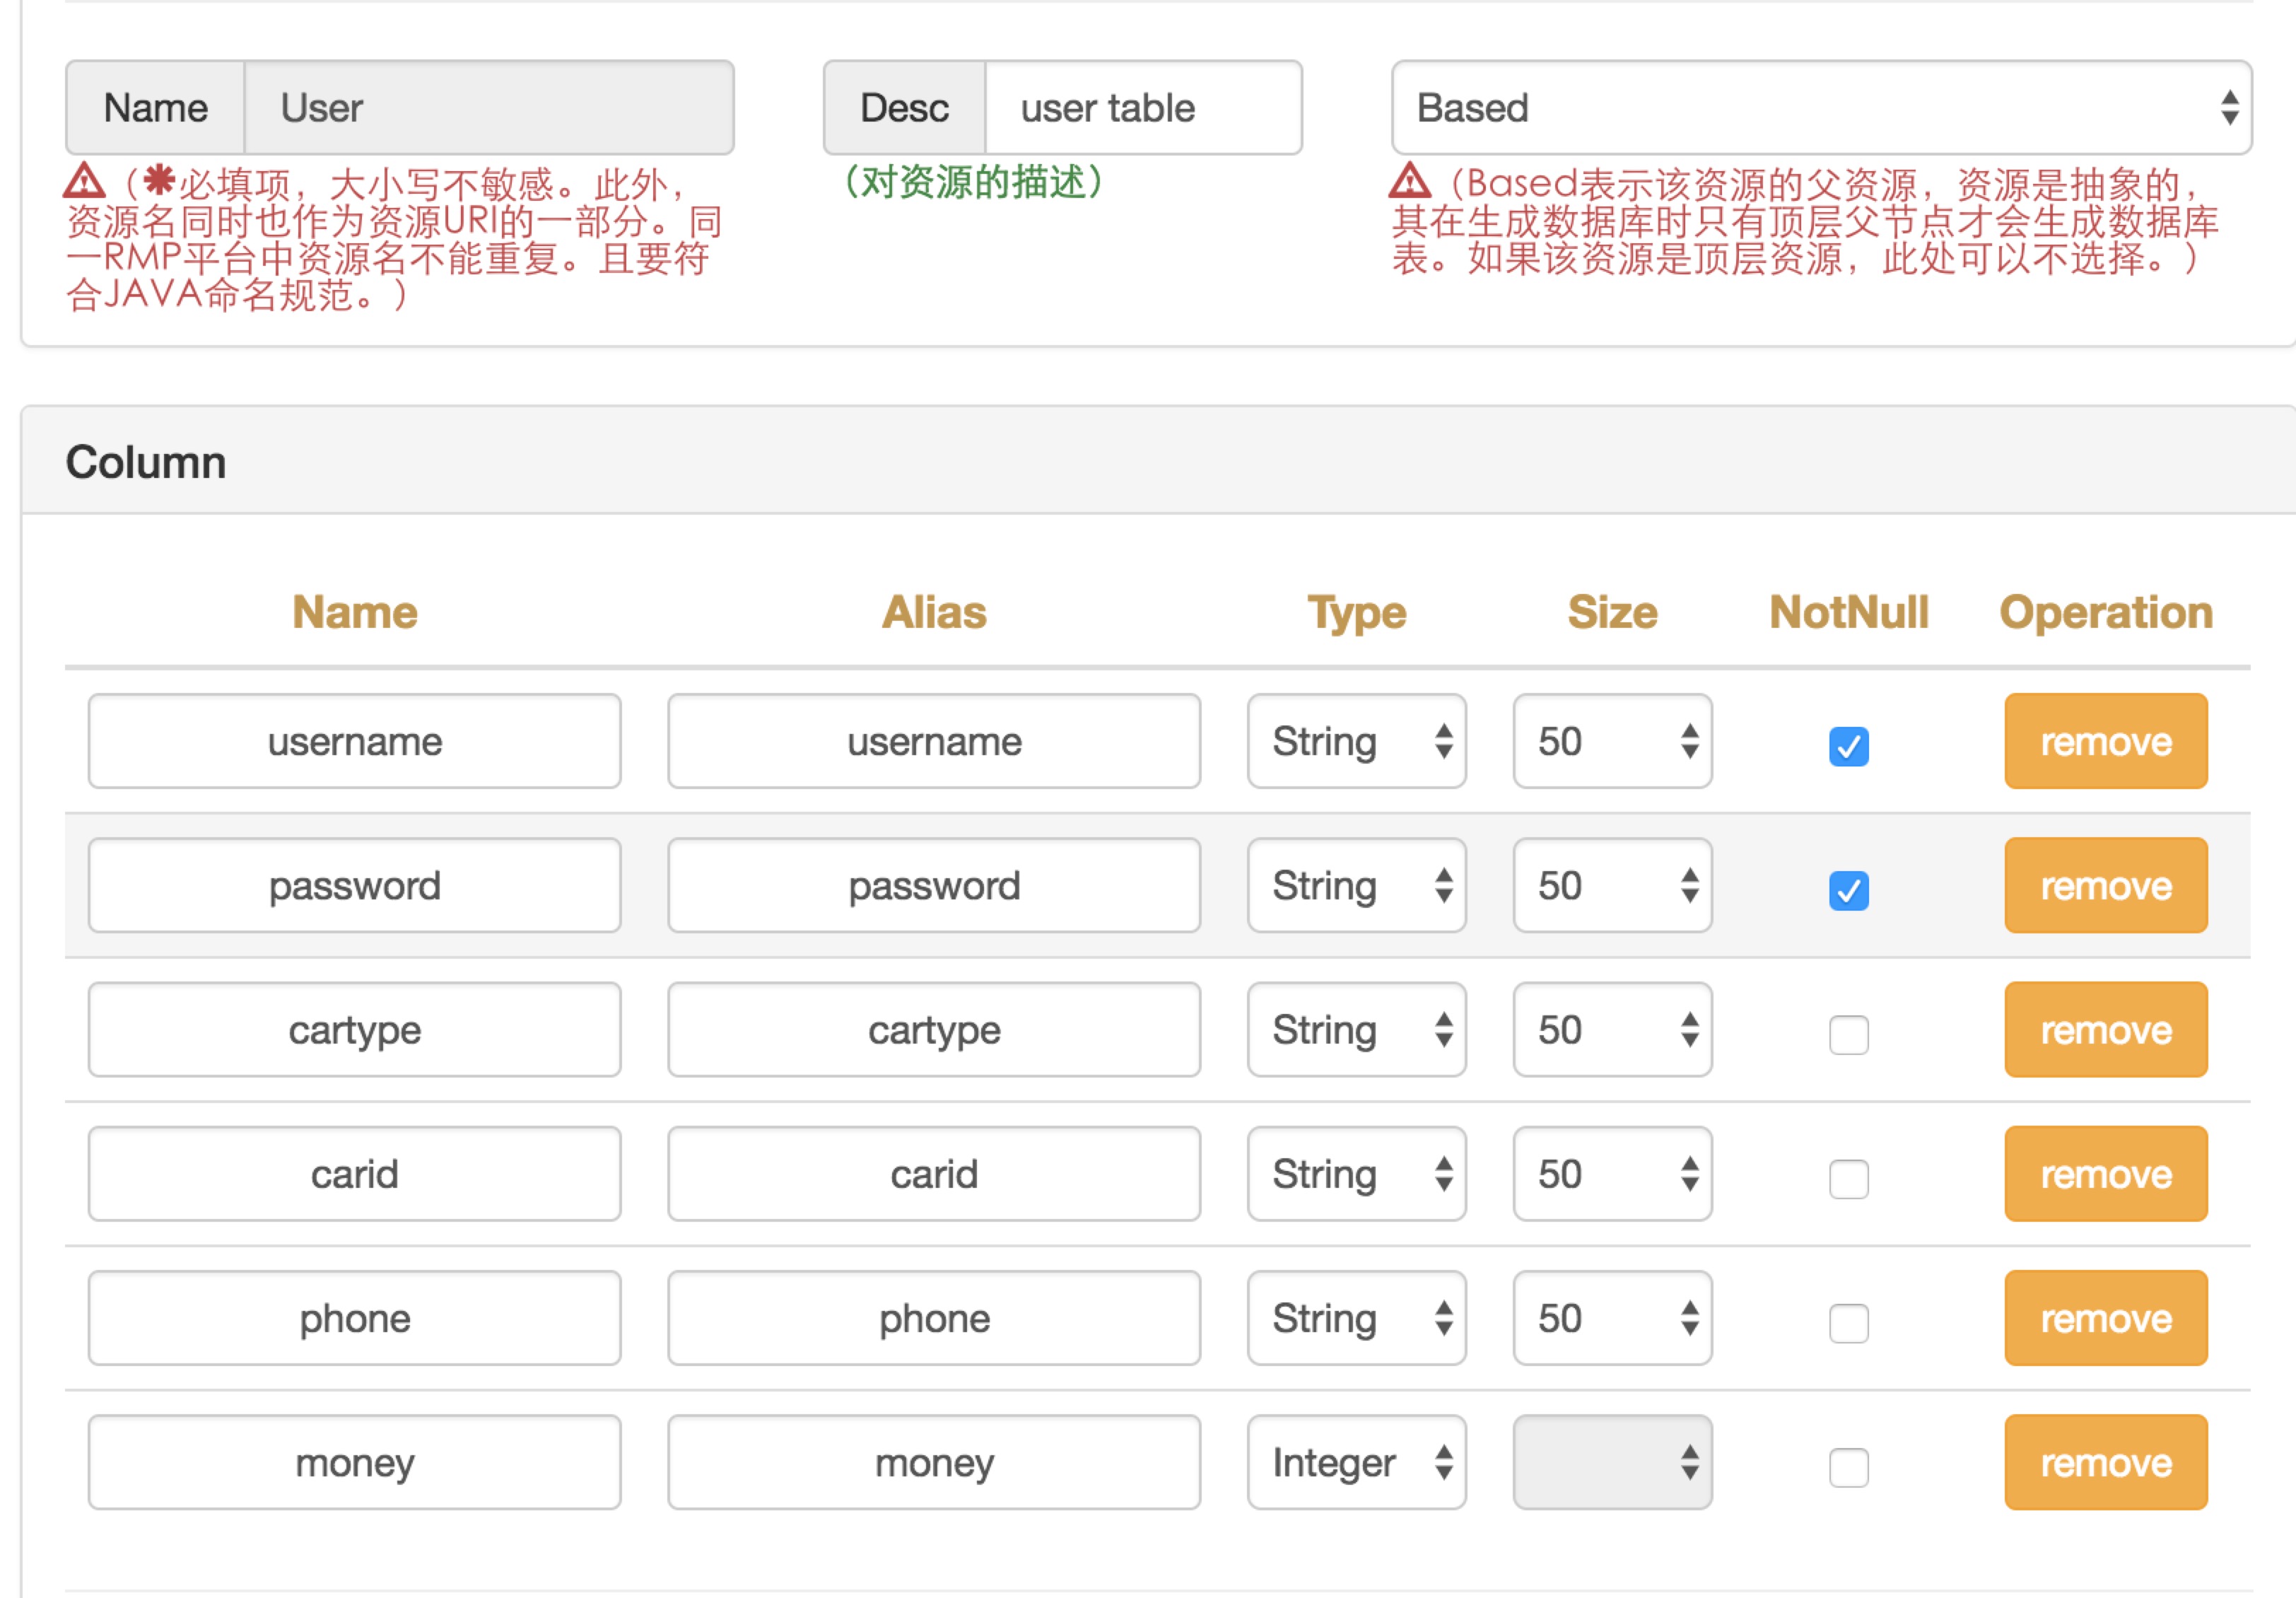 Name User Desc user table Based
（✱必填项，大小写不敏感。此外，
资源名同时也作为资源URI的一部分。同
一RMP平台中资源名不能重复。且要符
合JAVA命名规范。）
（对资源的描述）
（Based表示该资源的父资源，资源是抽象的，
其在生成数据库时只有顶层父节点才会生成数据库
表。如果该资源是顶层资源，此处可以不选择。）
Column
Name Alias Type Size NotNull Operation
username username String 50 remove
password password String 50 remove
cartype cartype String 50 remove
carid carid String 50 remove
phone phone String 50 remove
money money Integer remove